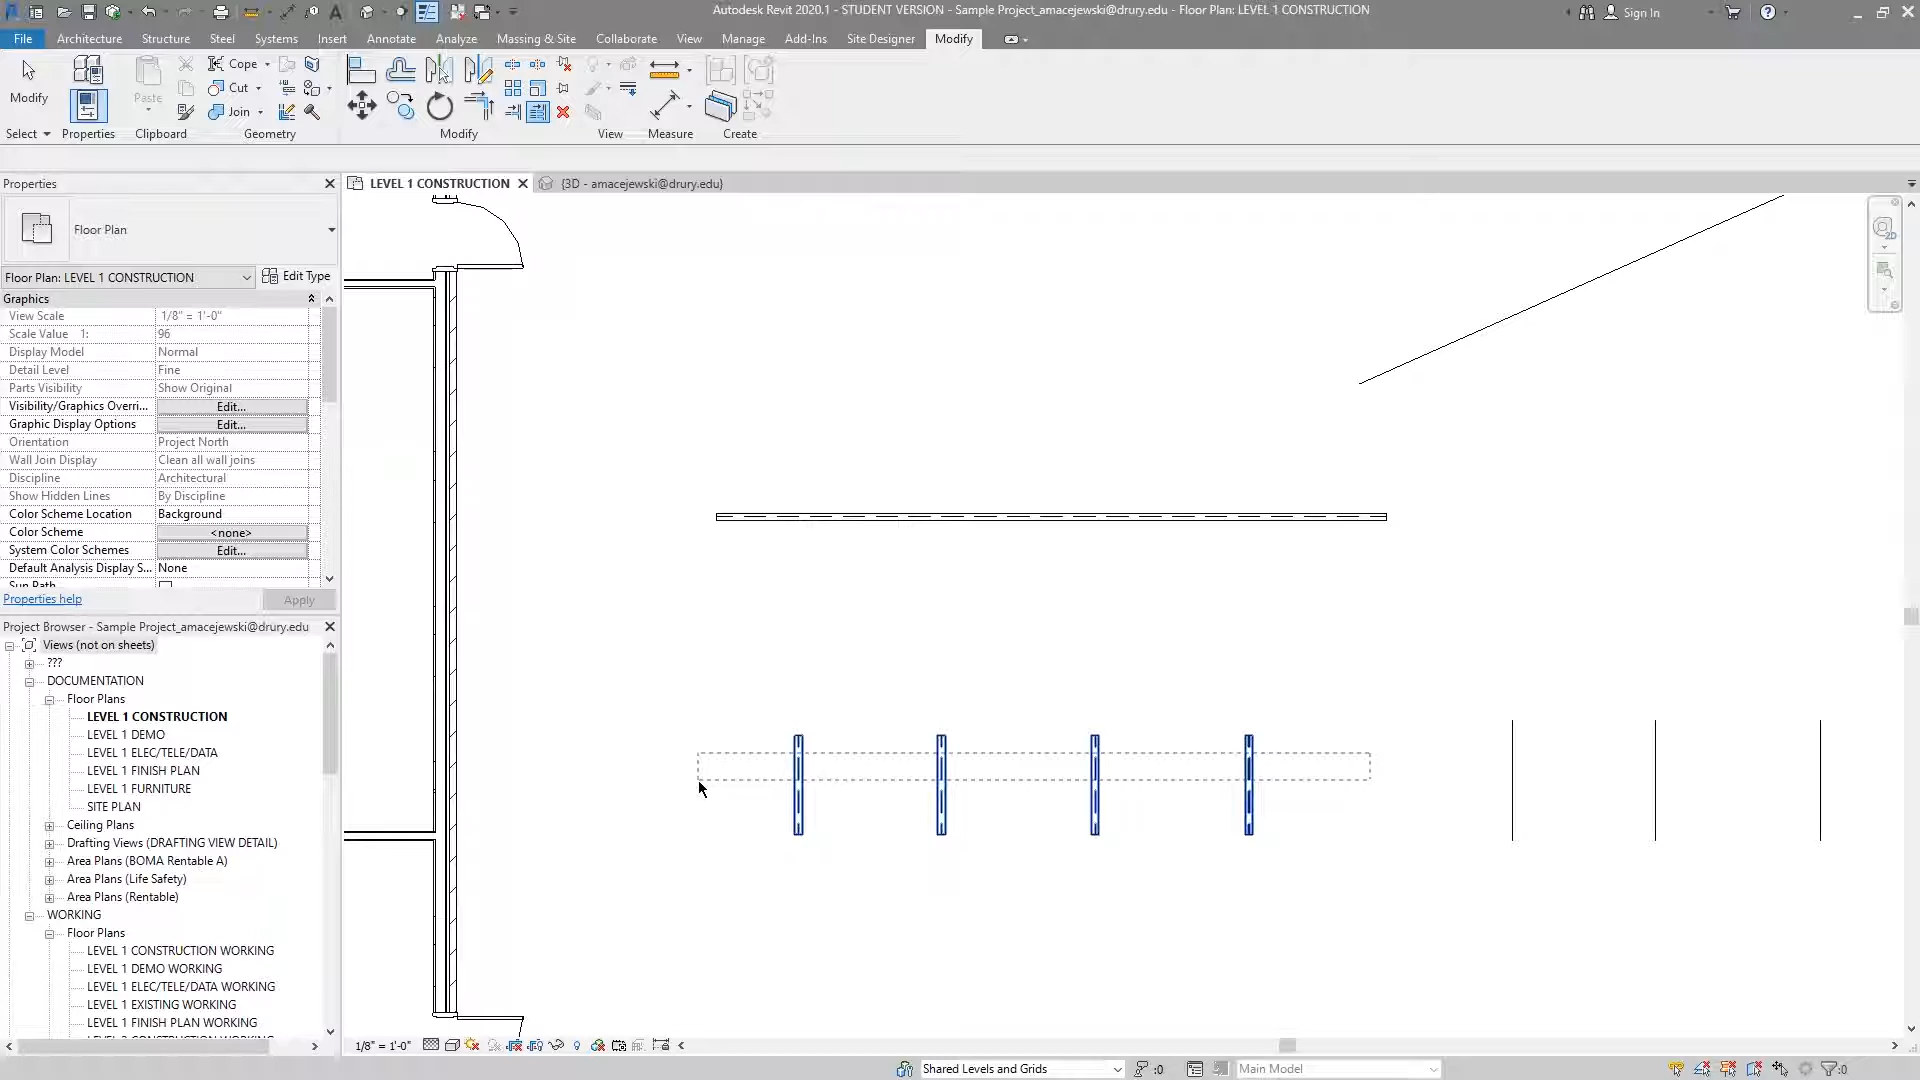 Autodesk Revit 2020.1 - STUDENT VERSION - Sample Project_amacejewski@drury.edu - Floor Plan: LEVEL 1 CONSTRUCTION
Sign In
File Architecture Structure Steel Systems Insert Annotate Analyze Massing & Site Collaborate View Manage Add-Ins Site Designer Modify
Modify
Paste
Cope
Cut
Join
Select Properties Clipboard Geometry Modify View Measure Create
Properties
LEVEL 1 CONSTRUCTION
{3D - amacejewski@drury.edu}
Floor Plan
Floor Plan: LEVEL 1 CONSTRUCTION
Edit Type
Graphics
View Scale 1/8" = 1'-0"
Scale Value 1: 96
Display Model Normal
Detail Level Fine
Parts Visibility Show Original
Visibility/Graphics Overri... Edit...
Graphic Display Options Edit...
Orientation Project North
Wall Join Display Clean all wall joins
Discipline Architectural
Show Hidden Lines By Discipline
Color Scheme Location Background
Color Scheme <none>
System Color Schemes Edit...
Default Analysis Display S... None
Sun Path
Properties help
Apply
Project Browser - Sample Project_amacejewski@drury.edu
Views (not on sheets)
???
DOCUMENTATION
Floor Plans
LEVEL 1 CONSTRUCTION
LEVEL 1 DEMO
LEVEL 1 ELEC/TELE/DATA
LEVEL 1 FINISH PLAN
LEVEL 1 FURNITURE
SITE PLAN
Ceiling Plans
Drafting Views (DRAFTING VIEW DETAIL)
Area Plans (BOMA Rentable A)
Area Plans (Life Safety)
Area Plans (Rentable)
WORKING
Floor Plans
LEVEL 1 CONSTRUCTION WORKING
LEVEL 1 DEMO WORKING
LEVEL 1 ELEC/TELE/DATA WORKING
LEVEL 1 EXISTING WORKING
LEVEL 1 FINISH PLAN WORKING
1/8" = 1'-0"
Shared Levels and Grids
:0
Main Model
:0